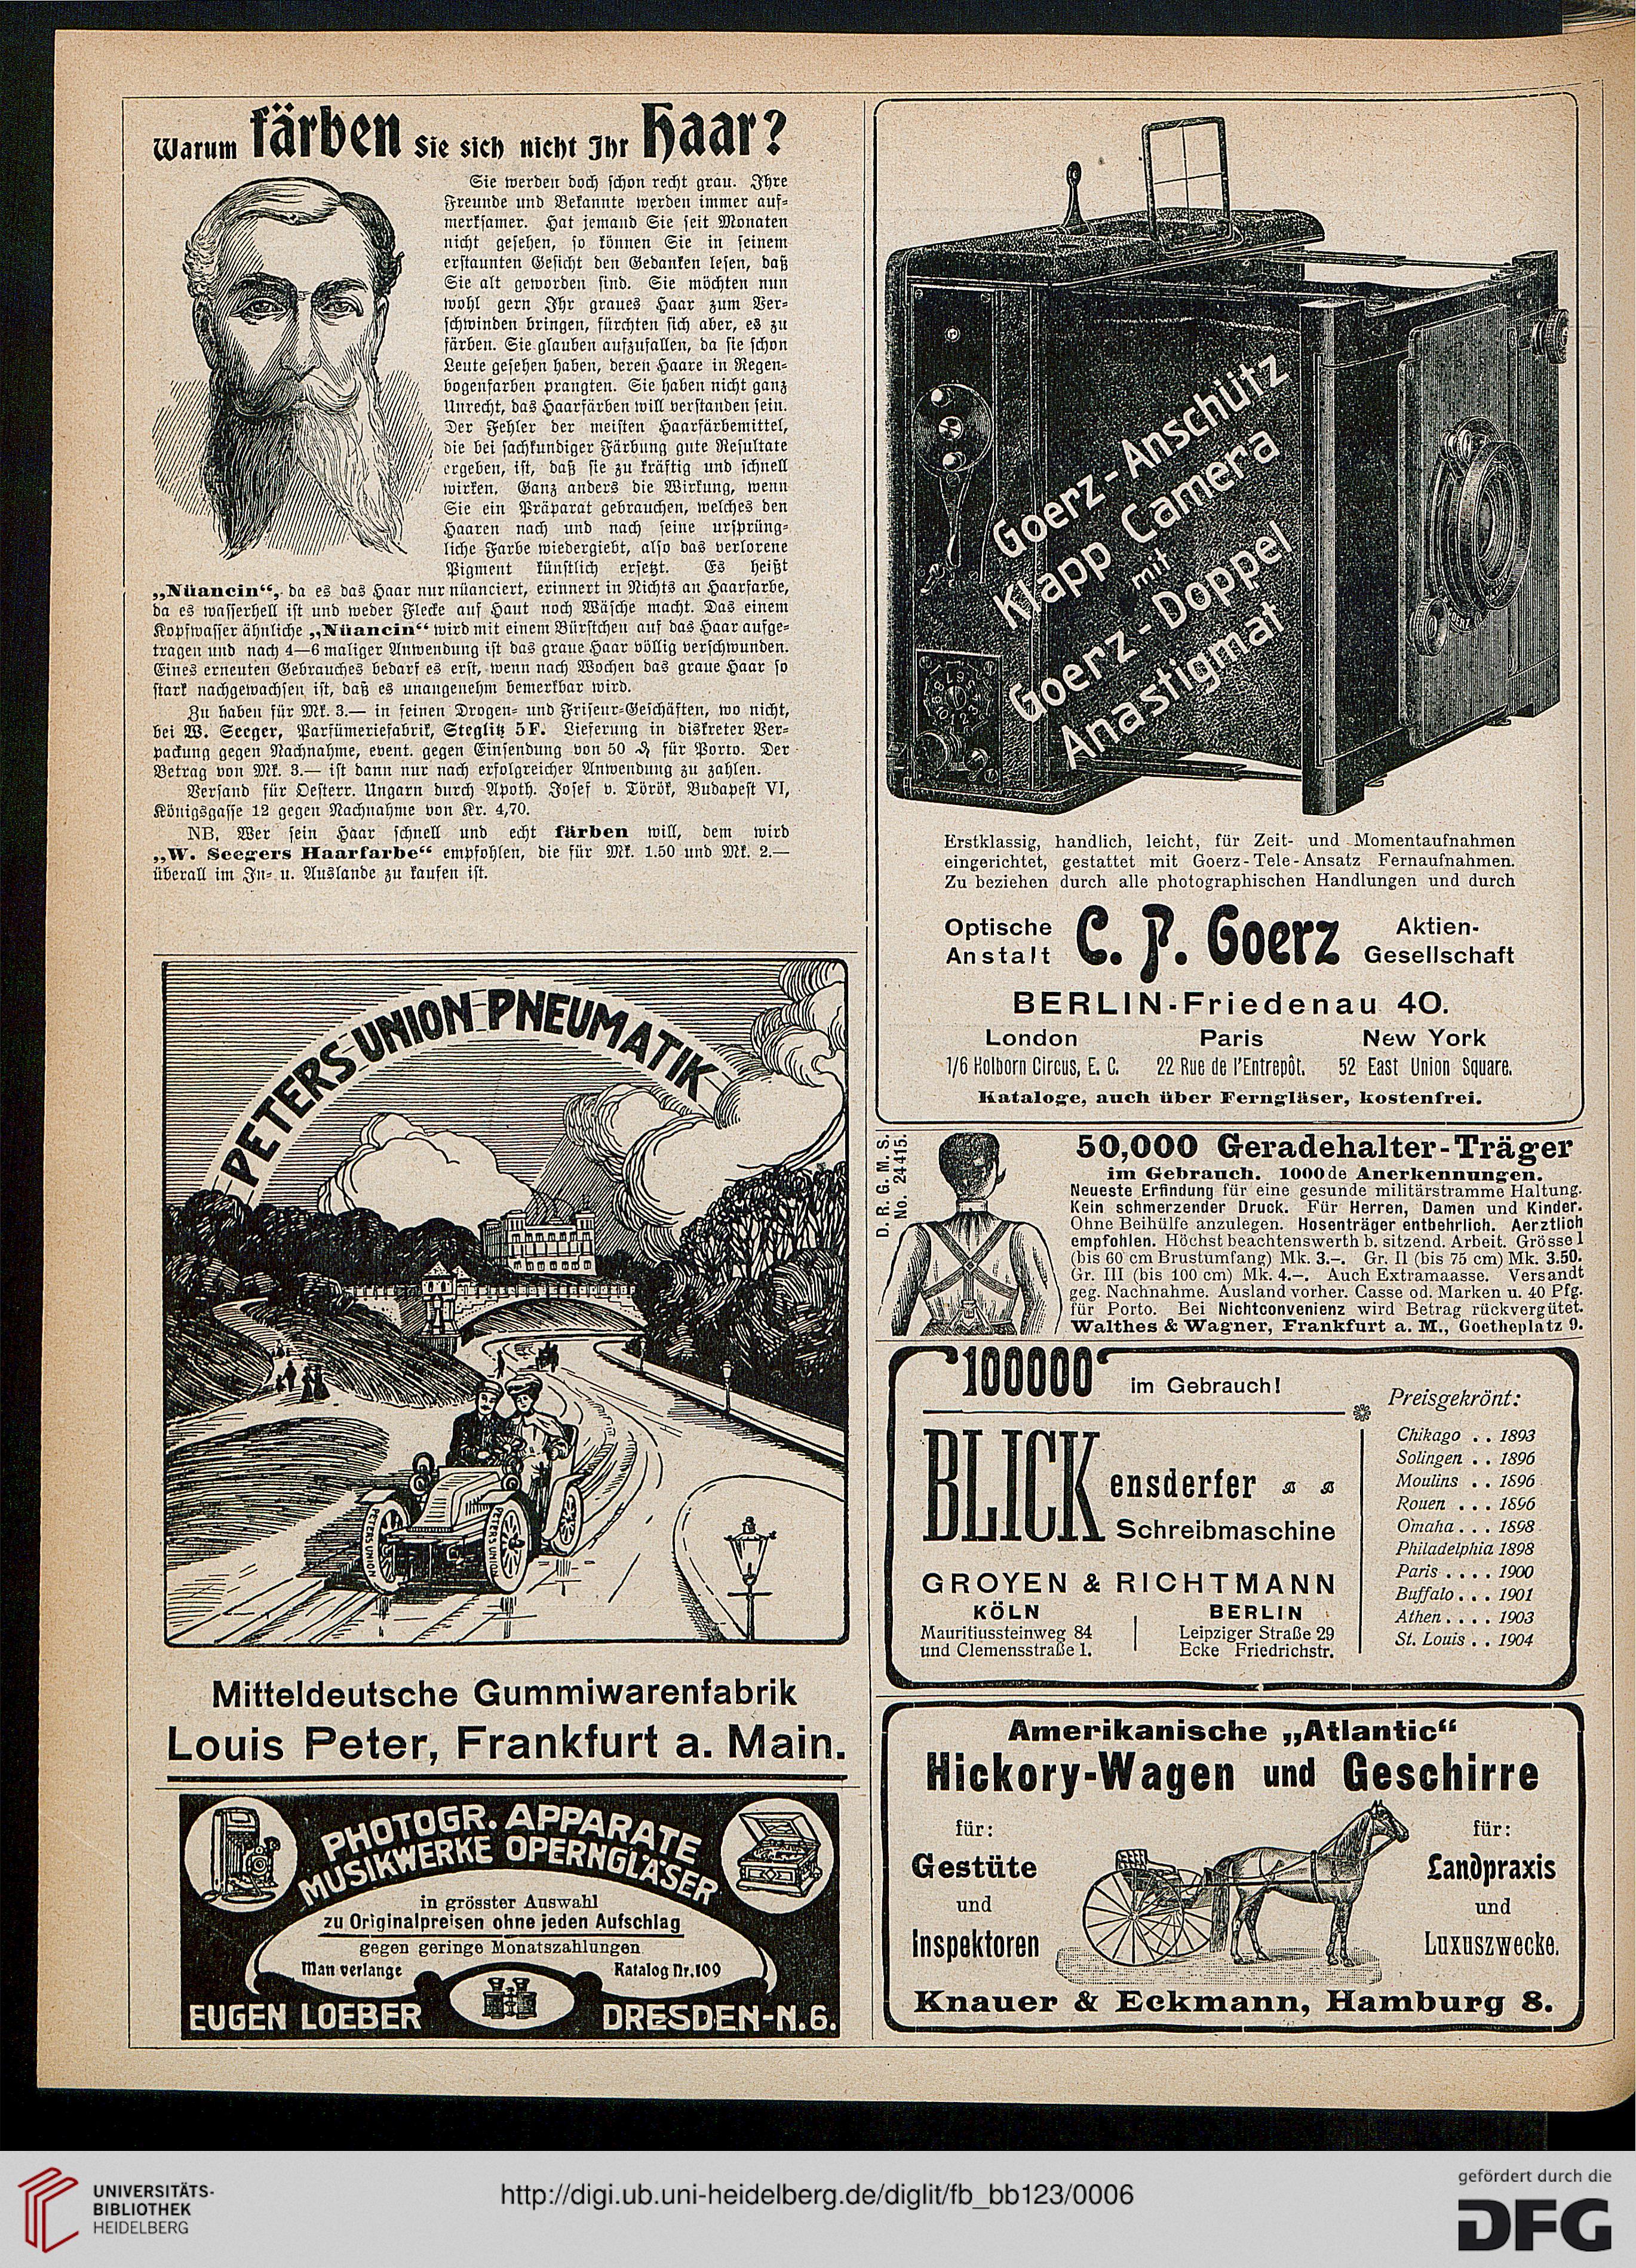 Warum färben Sie sich nicht Ihr Haar?
Sie werden doch schon recht grau. Ihre
Freunde und Bekannte werden immer auf-
merksamer. Hat jemand Sie seit Monaten
nicht gesehen, so können Sie in seinem
erstaunten Gesicht den Gedanken lesen, daß
Sie alt geworden sind. Sie möchten nun
wohl gern Ihr graues Haar zum Ver-
schwinden bringen, fürchten sich aber, es zu
färben. Sie glauben aufzufallen, da sie schon
Leute gesehen haben, deren Haare in Regen-
bogenfarben prangten. Sie haben nicht ganz
Unrecht, das Haarfärben will verstanden sein.
Der Fehler der meisten Haarfärbemittel,
die bei sachkundiger Färbung gute Resultate
ergeben, ist, daß sie zu kräftig und schnell
wirken. Ganz anders die Wirkung, wenn
Sie ein Präparat gebrauchen, welches den
Haaren nach und nach seine ursprüng-
liche Farbe wiedergiebt, also das verlorene
Pigment künstlich ersetzt. Es heißt
„Nüancin“, da es das Haar nur nüanciert, erinnert in Nichts an Haarfarbe,
da es wasserhell ist und weder Flecke auf Haut noch Wäsche macht. Das einem
Kopfwasser ähnliche „Nüancin“ wird mit einem Bürstchen auf das Haar aufge-
tragen und nach 4—6 maliger Anwendung ist das graue Haar völlig verschwunden.
Eines erneuten Gebrauches bedarf es erst, wenn nach Wochen das graue Haar so
stark nachgewachsen ist, daß es unangenehm bemerkbar wird.
Zu haben für Mk. 3.— in feinen Drogen- und Friseur-Geschäften, wo nicht,
bei W. Seeger, Parfümeriefabrik, Steglitz 5F. Lieferung in diskreter Ver-
packung gegen Nachnahme, event. gegen Einsendung von 50 ₰ für Porto. Der
Betrag von Mk. 3.— ist dann nur nach erfolgreicher Anwendung zu zahlen.
Versand für Oesterr. Ungarn durch Apoth. Josef v. Török, Budapest VI,
Königsgasse 12 gegen Nachnahme von Kr. 4,70.
NB. Wer sein Haar schnell und echt färben will, dem wird
„W. Seegers Haarfarbe“ empfohlen, die für Mk. 1.50 und Mk. 2.—
überall im In- u. Auslande zu kaufen ist.
PETERS UNION PNEUMATIK
PETERS UNION
PETERS UNION
Mitteldeutsche Gummiwarenfabrik
Louis Peter, Frankfurt a. Main.
PHOTOGR. APPARATE
MUSIKWERKE OPERNGLÄSER
in grösster Auswahl
zu Originalpreisen ohne jeden Aufschlag
gegen geringe Monatszahlungen
Man verlange Katalog Nr.109
EUGEN LOEBER DRESDEN-N.6.
Goerz-Anschütz
Klapp Camera
mit
Goerz-Doppel
Anastigmat
Erstklassig, handlich, leicht, für Zeit- und Momentaufnahmen
eingerichtet, gestattet mit Goerz-Tele-Ansatz Fernaufnahmen.
Zu beziehen durch alle photographischen Handlungen und durch
Optische Anstalt C. P. Goerz Aktien-Gesellschaft
BERLIN-Friedenau 40.
London Paris New York
1/6 Holborn Circus, E. C. 22 Rue de l'Entrepôt. 52 East Union Square.
Kataloge, auch über Ferngläser, kostenfrei.
D. R. G. M. S.
No. 24415.
50,000 Geradehalter-Träger
im Gebrauch. 1000de Anerkennungen.
Neueste Erfindung für eine gesunde militärstramme Haltung.
Kein schmerzender Druck. Für Herren, Damen und Kinder.
Ohne Beihülfe anzulegen. Hosenträger entbehrlich. Aerztlich
empfohlen. Höchst beachtenswerth b. sitzend. Arbeit. Grösse I
(bis 60 cm Brustumfang) Mk. 3.–. Gr. II (bis 75 cm) Mk. 3.50.
Gr. III (bis 100 cm) Mk. 4.–. Auch Extramaasse. Versandt
geg. Nachnahme. Ausland vorher. Casse od. Marken u. 40 Pfg.
für Porto. Bei Nichtconvenienz wird Betrag rückvergütet.
Walthes & Wagner, Frankfurt a. M., Goetheplatz 9.
100000 im Gebrauch!
BLICKensderfer
Schreibmaschine
GROYEN & RICHTMANN
KÖLN
Mauritiussteinweg 84
und Clemensstraße 1.
BERLIN
Leipziger Straße 29
Ecke Friedrichstr.
Preisgekrönt:
Chikago . . 1893
Solingen . . 1896
Moulins . . 1896
Rouen . . . 1896
Omaha . . . 1898
Philadelphia 1898
Paris . . . . 1900
Buffalo . . . 1901
Athen . . . . 1903
St. Louis . . 1904
Amerikanische „Atlantic“
Hickory-Wagen und Geschirre
für:
Gestüte
und
Inspektoren
für:
Landpraxis
und
Luxuszwecke.
Knauer & Eckmann, Hamburg 8.
UNIVERSITÄTS-
BIBLIOTHEK
HEIDELBERG
http://digi.ub.uni-heidelberg.de/diglit/fb_bb123/0006
gefördert durch die
DFG